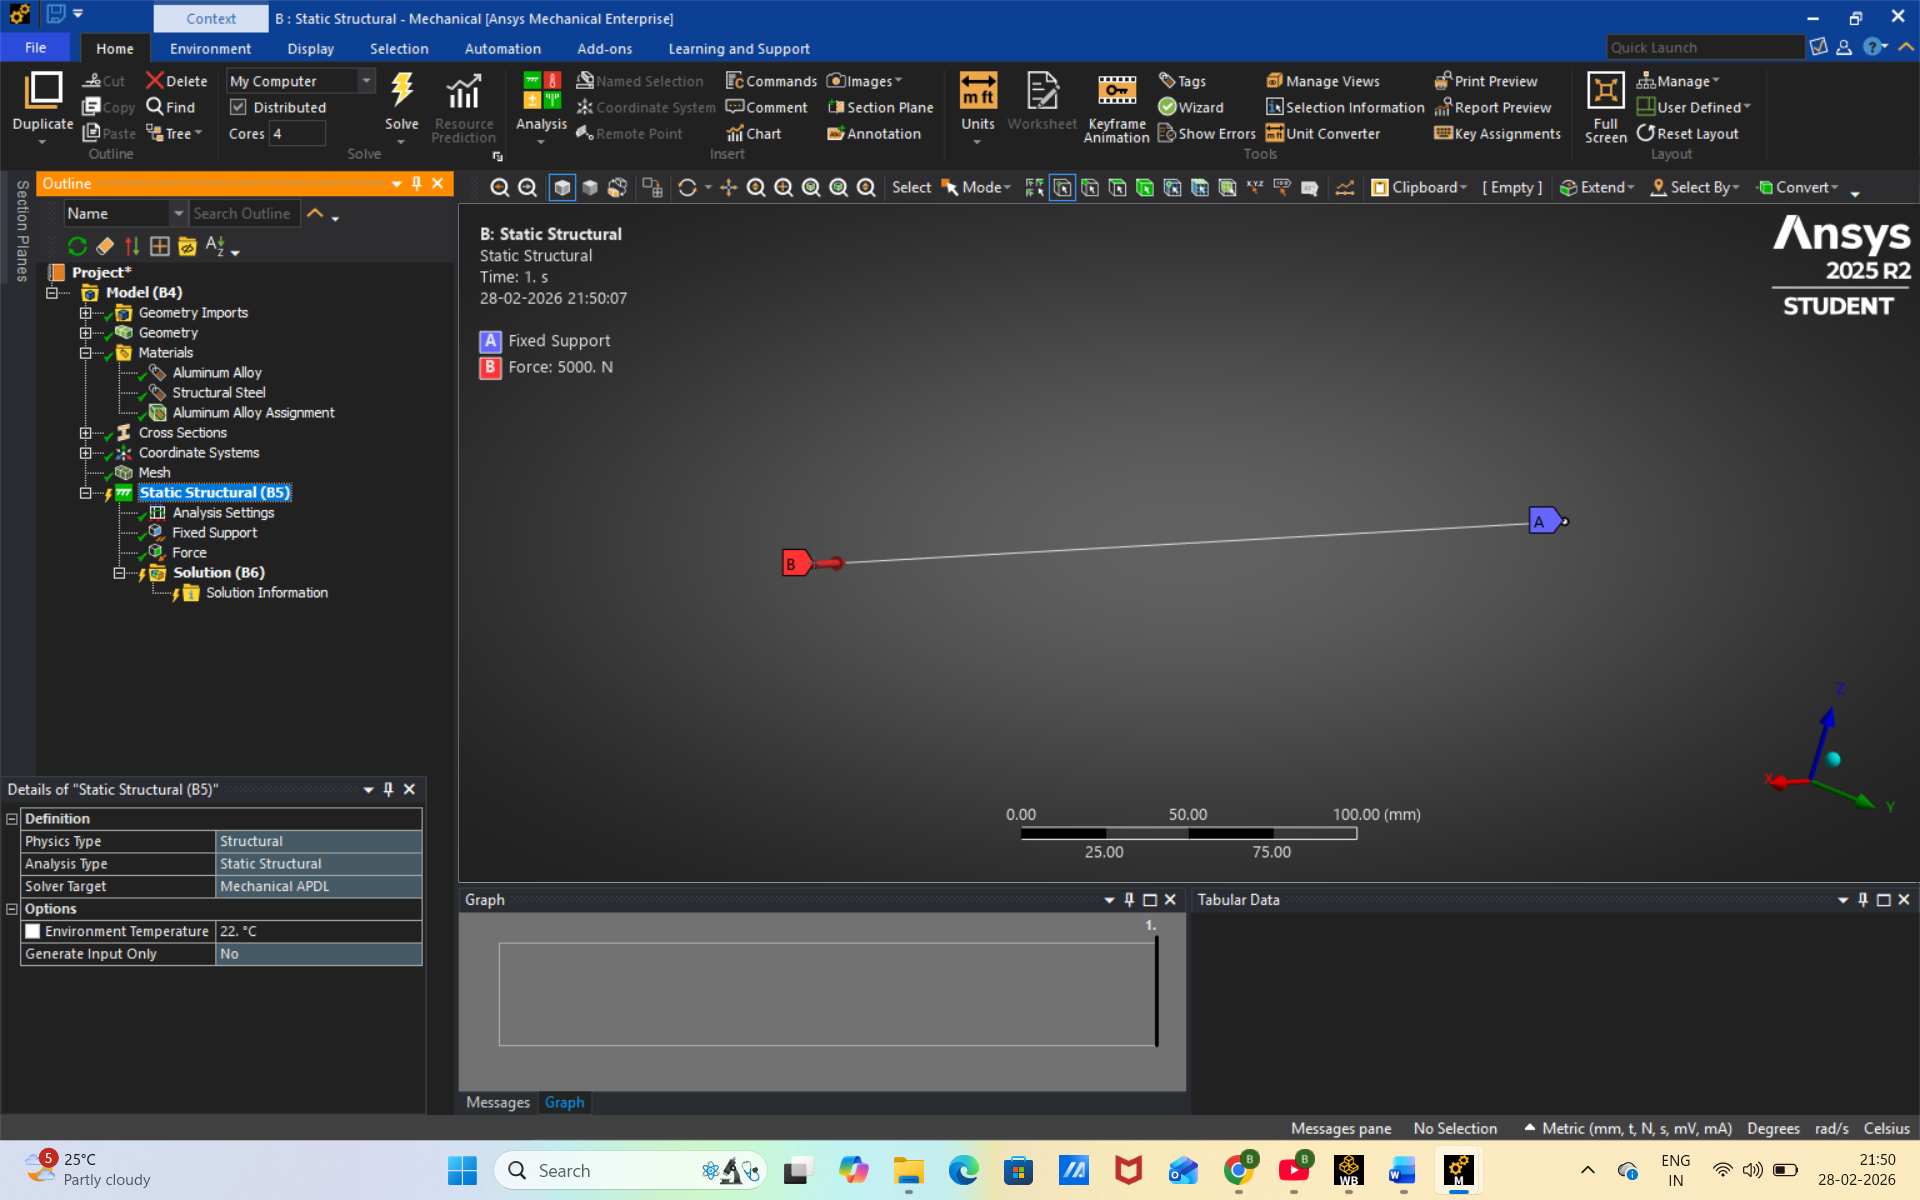 Context
B : Static Structural - Mechanical [Ansys Mechanical Enterprise]
File
Home
Environment
Display
Selection
Automation
Add-ons
Learning and Support
Quick Launch
Duplicate
Cut
Copy
Paste
Delete
Find
Tree
Outline
My Computer
Distributed
Cores 4
Solve
Resource Prediction
Solve
Analysis
Named Selection
Coordinate System
Remote Point
Commands
Comment
Chart
Images
Section Plane
Annotation
Insert
Units
Worksheet
Keyframe Animation
Tags
Wizard
Show Errors
Manage Views
Selection Information
Unit Converter
Print Preview
Report Preview
Key Assignments
Tools
Full Screen
Manage
User Defined
Reset Layout
Layout
Section Planes
Outline
Name
Search Outline
Select
Mode
Clipboard
[ Empty ]
Extend
Select By
Convert
Project*
Model (B4)
Geometry Imports
Geometry
Materials
Aluminum Alloy
Structural Steel
Aluminum Alloy Assignment
Cross Sections
Coordinate Systems
Mesh
Static Structural (B5)
Analysis Settings
Fixed Support
Force
Solution (B6)
Solution Information
B: Static Structural
Static Structural
Time: 1. s
28-02-2026 21:50:07
A Fixed Support
B Force: 5000. N
Ansys
2025 R2
STUDENT
A
B
Z
X
Y
0.00 50.00 100.00 (mm)
25.00 75.00
Details of "Static Structural (B5)"
Definition
Physics Type Structural
Analysis Type Static Structural
Solver Target Mechanical APDL
Options
Environment Temperature 22. °C
Generate Input Only No
Graph
1.
Messages
Graph
Tabular Data
Messages pane
No Selection
Metric (mm, t, N, s, mV, mA)
Degrees
rad/s
Celsius
5
25°C
Partly cloudy
Search
B
B
WB
W
M
ENG
IN
21:50
28-02-2026